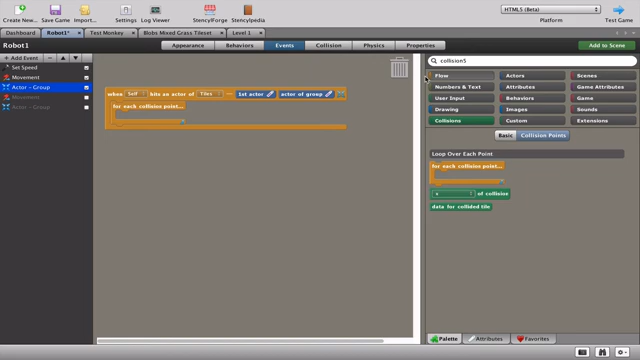 Create New... Save Game Import... Settings Log Viewer StencylForge Stencylpedia HTML5 (Beta) Platform Test Game
Dashboard Robot1* Test Monkey Blobs Mixed Grass Tileset Level 1
Robot1 Appearance Behaviors Events Collision Physics Properties Add to Scene
+ Add Event
Set Speed
Movement
Actor - Group
Movement
Actor - Group
when Self hits an actor of Tiles 1st actor actor of group
for each collision point...
collision5
Flow Actors Scenes
Numbers & Text Attributes Game Attributes
User Input Behaviors Game
Drawing Images Sounds
Collisions Custom Extensions
Basic Collision Points
Loop Over Each Point
for each collision point...
x of collision
data for collided tile
Palette Attributes Favorites